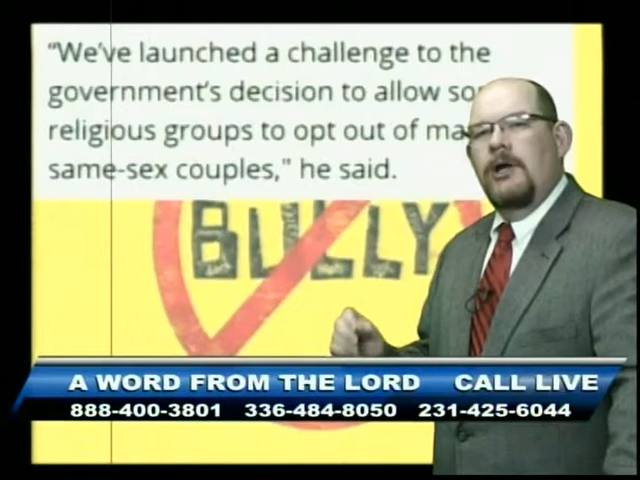 "We've launched a challenge to the
government's decision to allow so
religious groups to opt out of ma
same-sex couples," he said.
BULLY
A WORD FROM THE LORD CALL LIVE
888-400-3801 336-484-8050 231-425-6044